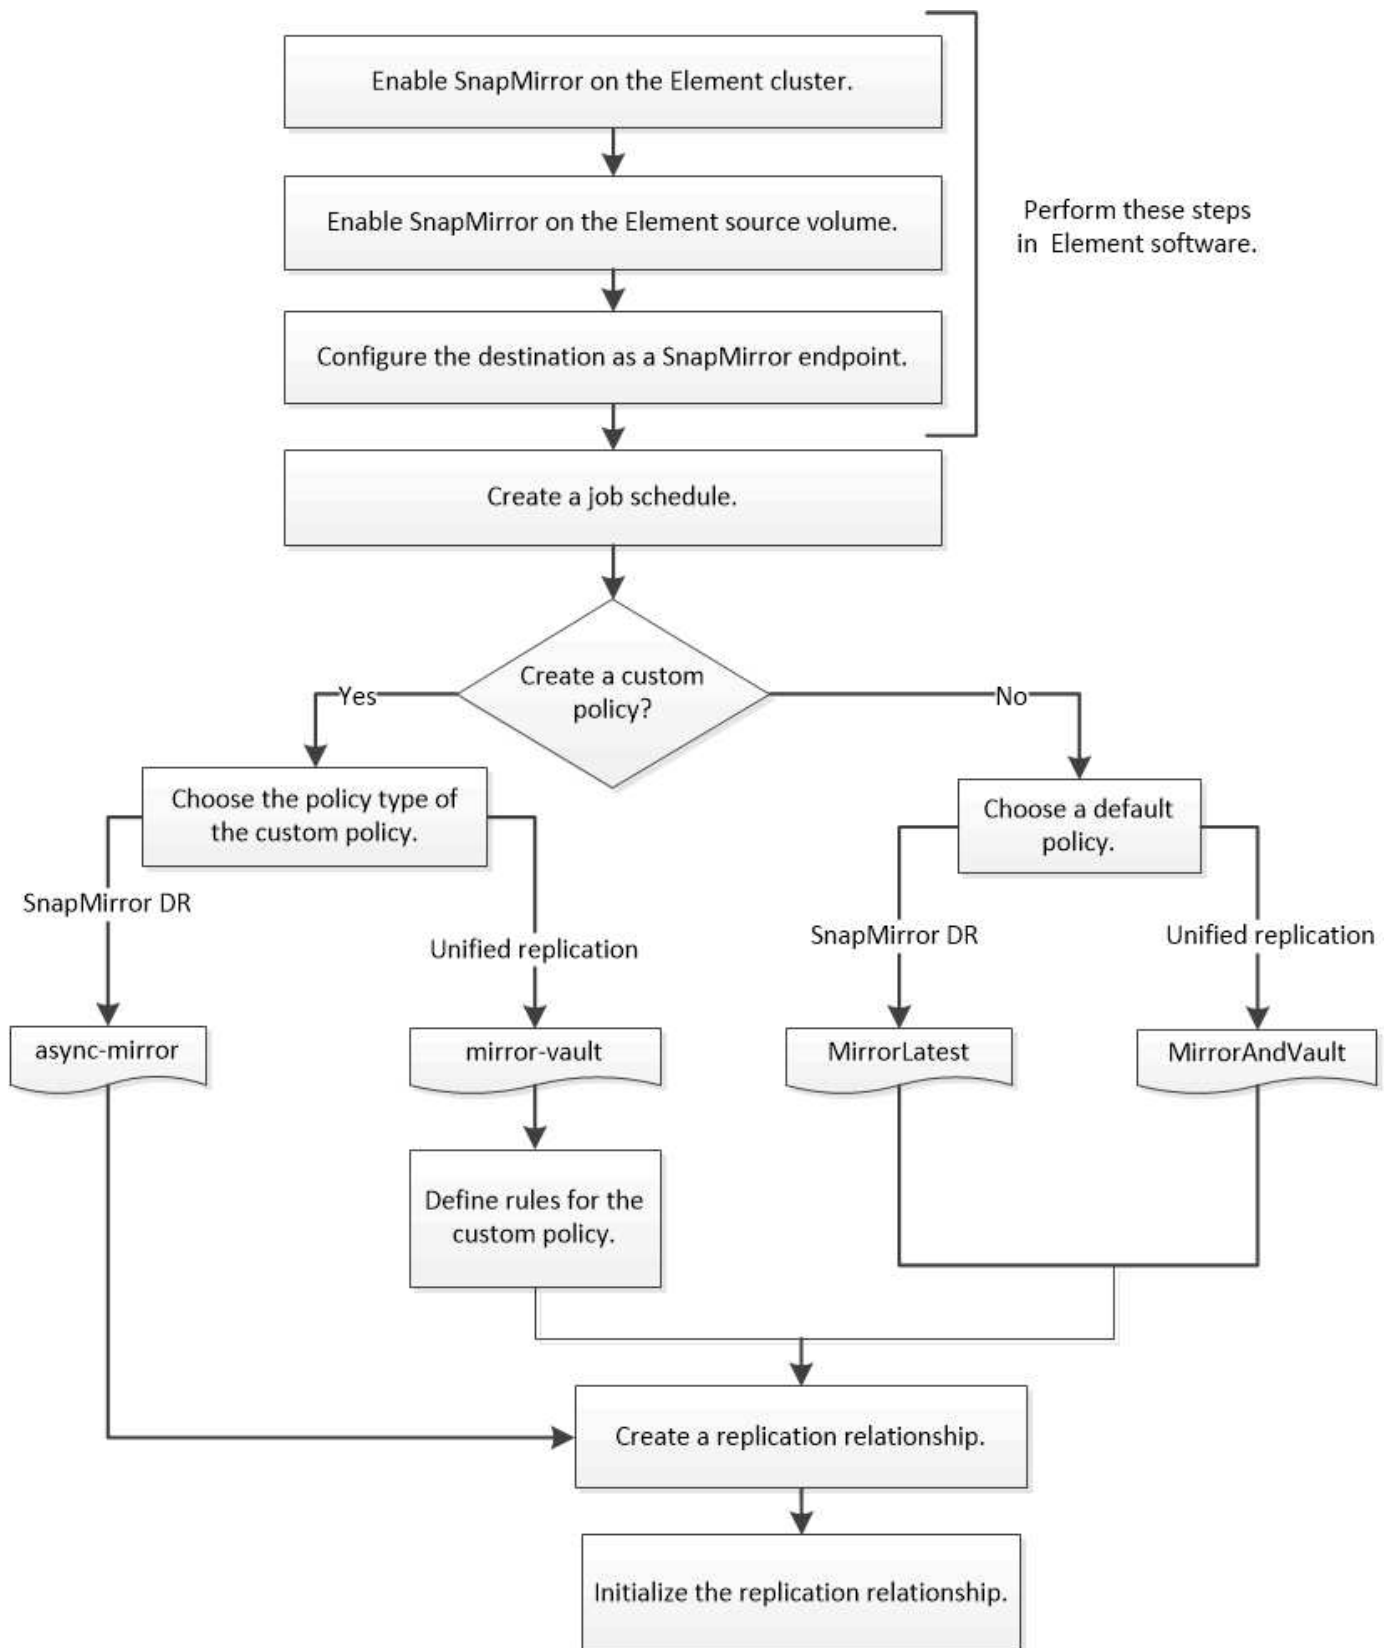 Enable SnapMirror on the Element cluster.
Enable SnapMirror on the Element source volume.
Perform these steps
in Element software.
Configure the destination as a SnapMirror endpoint.
Create a job schedule.
Create a custom
policy?
Yes
No
Choose the policy type of
the custom policy.
Choose a default
policy.
SnapMirror DR
Unified replication
SnapMirror DR
Unified replication
async-mirror
mirror-vault
MirrorLatest
MirrorAndVault
Define rules for the
custom policy.
Create a replication relationship.
Initialize the replication relationship.